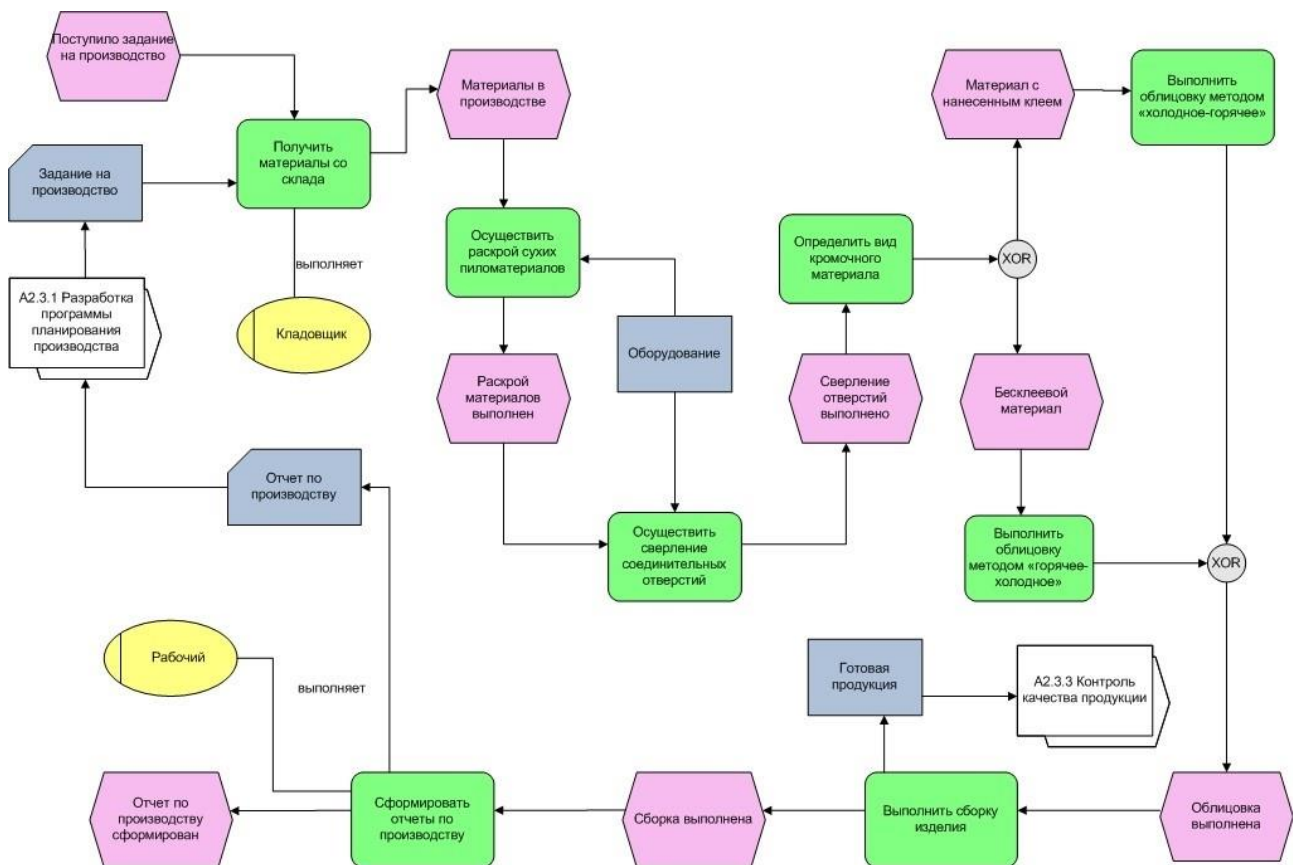 Поступило задание
на производство
Материалы в
производстве
Материал с
нанесенным клеем
Выполнить
облицовку методом
«холодное-горячее»
Получить
материалы со
склада
Задание на
производство
выполняет
Осуществить
раскрой сухих
пиломатериалов
Определить вид
кромочного
материала
XOR
А2.3.1 Разработка
программы
планирования
производства
Кладовщик
Оборудование
Раскрой
материалов
выполнен
Сверление
отверстий
выполнено
Бесклеевой
материал
Отчет по
производству
Осуществить
сверление
соединительных
отверстий
Выполнить
облицовку
методом «горячее-
холодное»
XOR
Рабочий
выполняет
Готовая
продукция
А2.3.3 Контроль
качества продукции
Отчет по
производству
сформирован
Сформировать
отчеты по
производству
Сборка выполнена
Выполнить сборку
изделия
Облицовка
выполнена